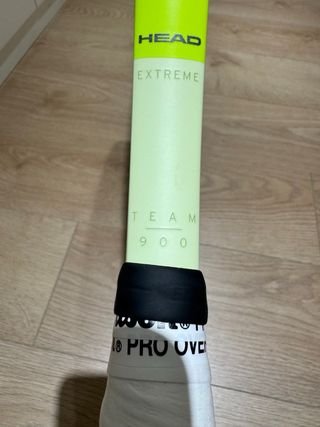 HEAD
EXTREME
TEAM
900
® PRO OVE